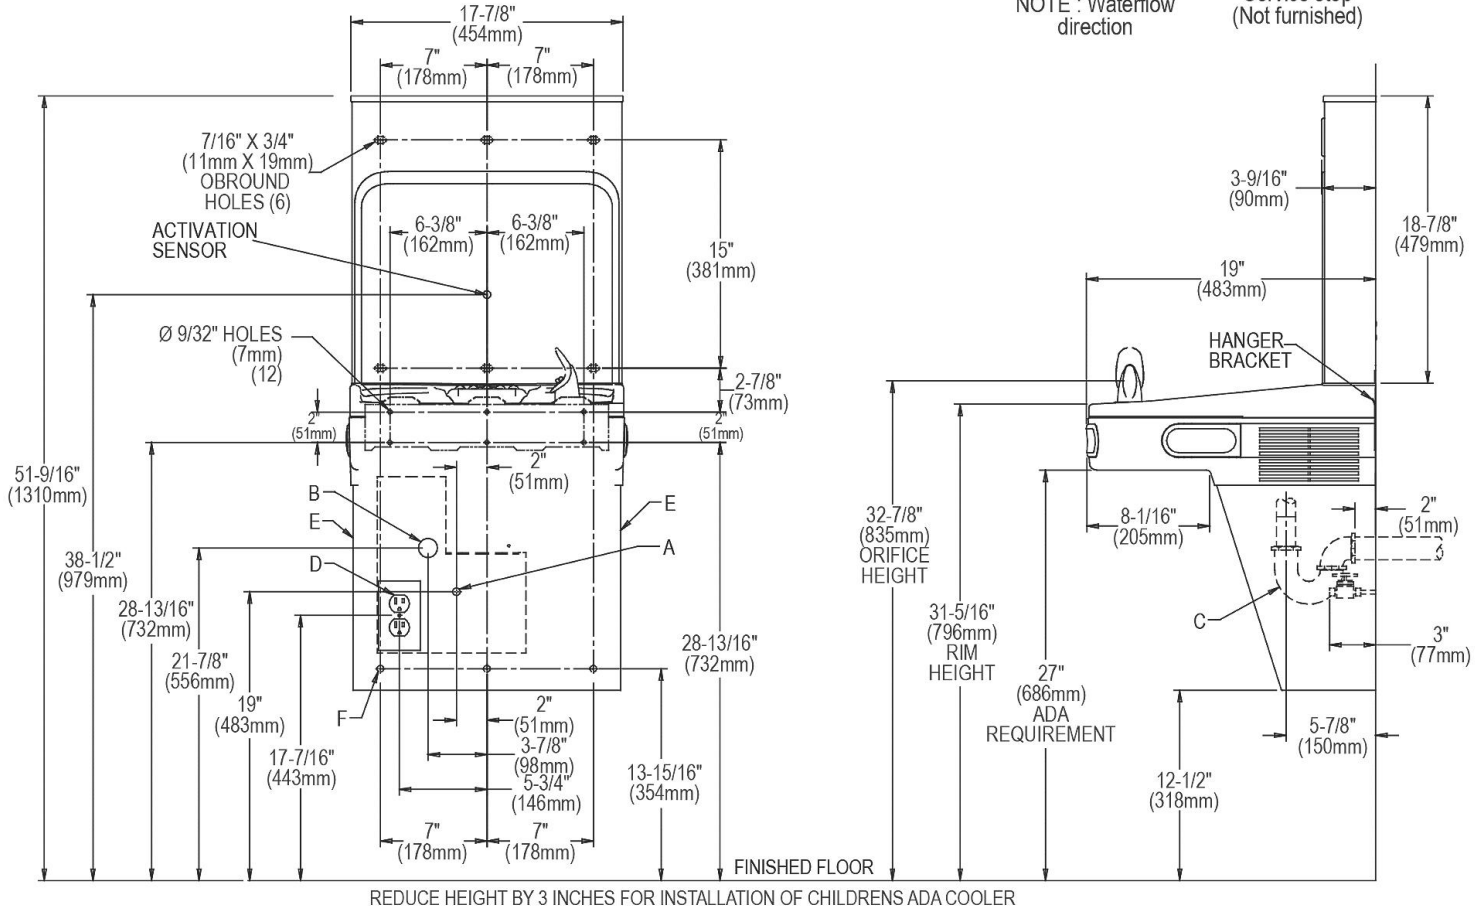 NOTE : Waterflow
direction
Service stop
(Not furnished)
17-7/8"
(454mm)
7"
(178mm)
7"
(178mm)
7/16" X 3/4"
(11mm X 19mm)
OBROUND
HOLES (6)
ACTIVATION
SENSOR
6-3/8"
(162mm)
6-3/8"
(162mm)
15"
(381mm)
Ø 9/32" HOLES
(7mm)
(12)
2-7/8"
(73mm)
2"
(51mm)
2"
(51mm)
51-9/16"
(1310mm)
2"
(51mm)
B
E
E
A
D
38-1/2"
(979mm)
28-13/16"
(732mm)
21-7/8"
(556mm)
19"
(483mm)
17-7/16"
(443mm)
F
28-13/16"
(732mm)
2"
(51mm)
3-7/8"
(98mm)
5-3/4"
(146mm)
13-15/16"
(354mm)
7"
(178mm)
7"
(178mm)
FINISHED FLOOR
REDUCE HEIGHT BY 3 INCHES FOR INSTALLATION OF CHILDRENS ADA COOLER
3-9/16"
(90mm)
18-7/8"
(479mm)
19"
(483mm)
HANGER
BRACKET
32-7/8"
(835mm)
ORIFICE
HEIGHT
8-1/16"
(205mm)
2"
(51mm)
31-5/16"
(796mm)
RIM
HEIGHT
C
27"
(686mm)
ADA
REQUIREMENT
3"
(77mm)
5-7/8"
(150mm)
12-1/2"
(318mm)